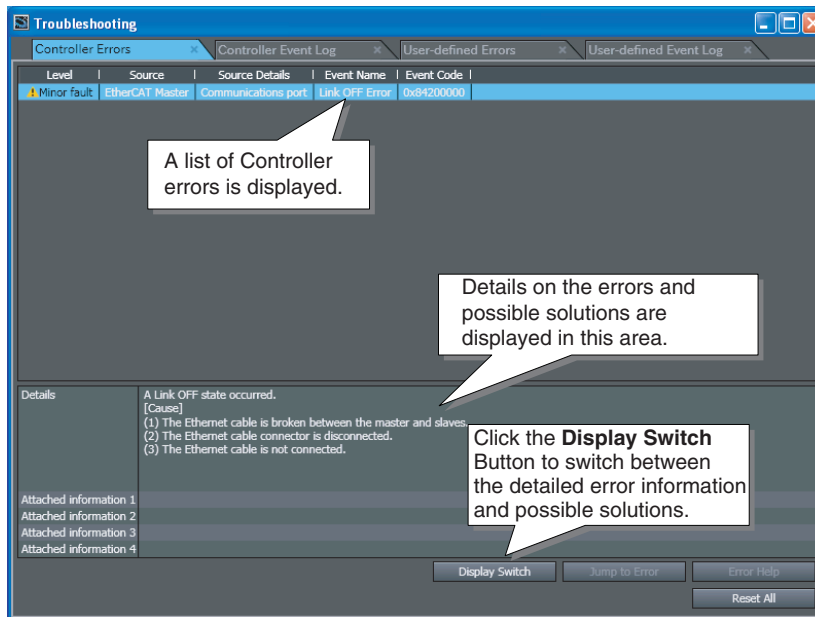 Troubleshooting
Controller Errors × Controller Event Log × User-defined Errors × User-defined Event Log ×
Level | Source | Source Details | Event Name | Event Code |
Minor fault EtherCAT Master Communications port Link OFF Error 0x84200000
A list of Controller
errors is displayed.
Details on the errors and
possible solutions are
displayed in this area.
Details
A Link OFF state occurred.
[Cause]
(1) The Ethernet cable is broken between the master and slaves.
(2) The Ethernet cable connector is disconnected.
(3) The Ethernet cable is not connected.
Click the Display Switch
Button to switch between
the detailed error information
and possible solutions.
Attached information 1
Attached information 2
Attached information 3
Attached information 4
Display Switch Jump to Error Error Help
Reset All